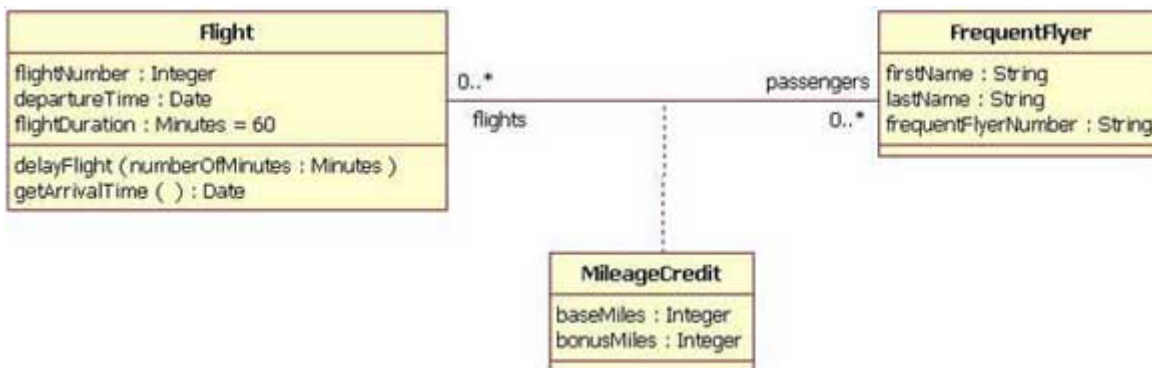 Flight
flightNumber : Integer
departureTime : Date
flightDuration : Minutes = 60
delayFlight ( numberOfMinutes : Minutes )
getArrivalTime ( ) : Date
0..*
flights
passengers
0..*
FrequentFlyer
firstName : String
lastName : String
frequentFlyerNumber : String
MileageCredit
baseMiles : Integer
bonusMiles : Integer